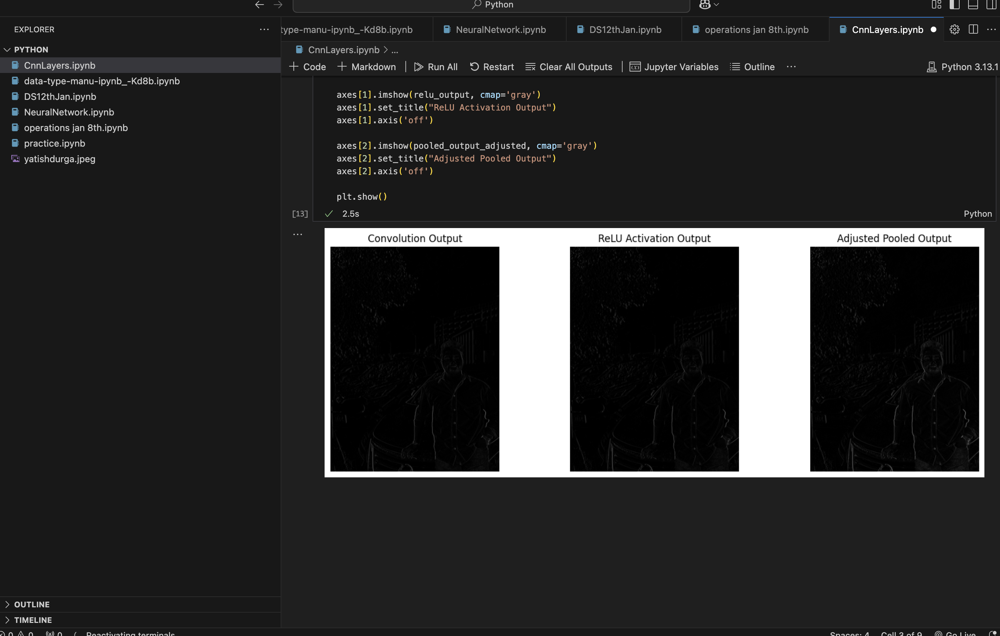 Python
EXPLORER
type-manu-ipynb_-Kd8b.ipynb
NeuralNetwork.ipynb
DS12thJan.ipynb
operations jan 8th.ipynb
CnnLayers.ipynb
PYTHON
CnnLayers.ipynb
data-type-manu-ipynb_-Kd8b.ipynb
DS12thJan.ipynb
NeuralNetwork.ipynb
operations jan 8th.ipynb
practice.ipynb
yatishdurga.jpeg
CnnLayers.ipynb > ...
+ Code + Markdown | Run All Restart Clear All Outputs | Jupyter Variables Outline ...
Python 3.13.1
axes[1].imshow(relu_output, cmap='gray')
axes[1].set_title("ReLU Activation Output")
axes[1].axis('off')
axes[2].imshow(pooled_output_adjusted, cmap='gray')
axes[2].set_title("Adjusted Pooled Output")
axes[2].axis('off')
plt.show()
[13] ✓ 2.5s
Python
Convolution Output
ReLU Activation Output
Adjusted Pooled Output
OUTLINE
TIMELINE
0 0 0 Reactivating terminals
Spaces: 4 Cell 3 of 9 Go Live